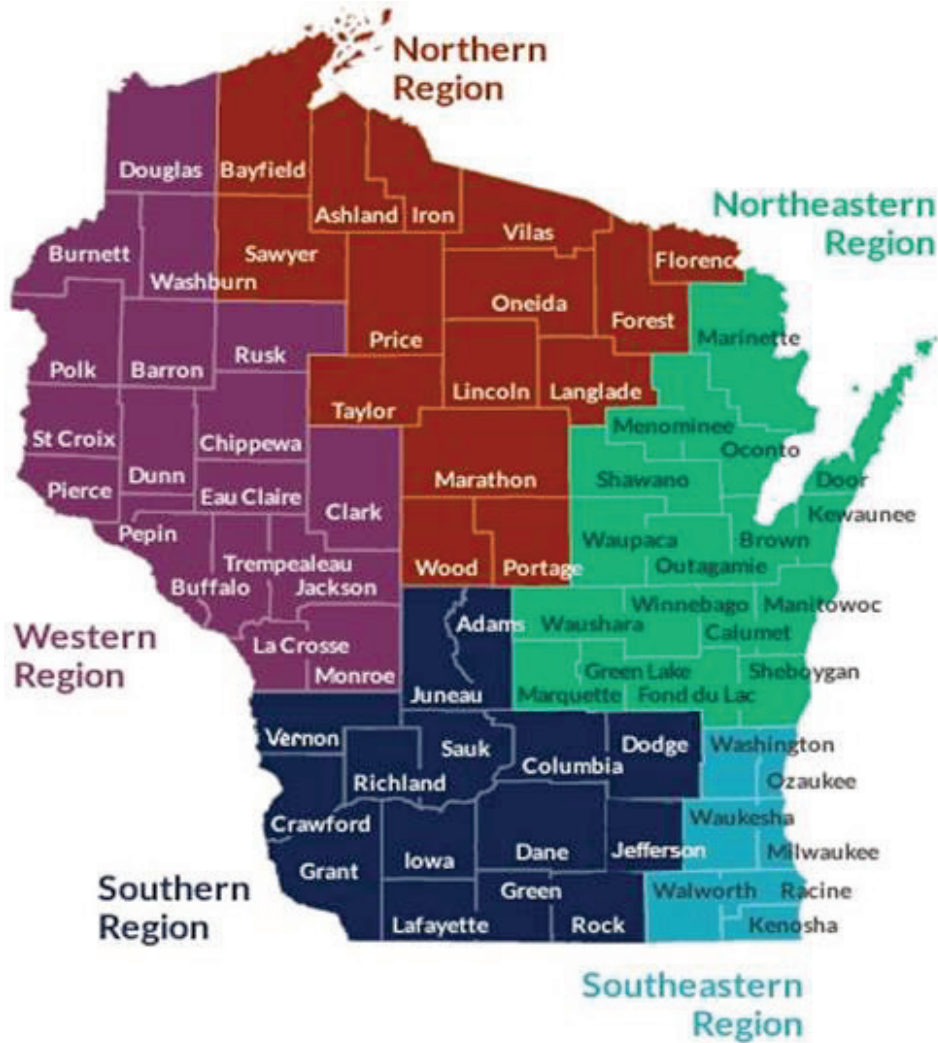 Northern
Region
Douglas
Bayfield
Ashland
Iron
Vilas
Northeastern
Region
Burnett
Washburn
Sawyer
Florenc
Oneida
Forest
Price
Marinette
Polk
Barron
Rusk
Taylor
Lincoln
Langlade
St Croix
Chippewa
Menominee
Oconto
Dunn
Pierce
Eau Claire
Clark
Marathon
Shawano
Door
Kewaunee
Pepin
Trempealeau
Buffalo
Jackson
Wood
Portage
Waupaca
Brown
Outagamie
Western
Region
La Crosse
Monroe
Adams
Juneau
Waushara
Winnebago
Manitowoc
Calumet
Green Lake
Sheboygan
Marquette
Fond du Lac
Vernon
Sauk
Richland
Columbia
Dodge
Washington
Ozaukee
Crawford
Waukesha
Grant
Iowa
Dane
Jefferson
Milwaukee
Southern
Region
Green
Lafayette
Rock
Walworth
Racine
Kenosha
Southeastern
Region